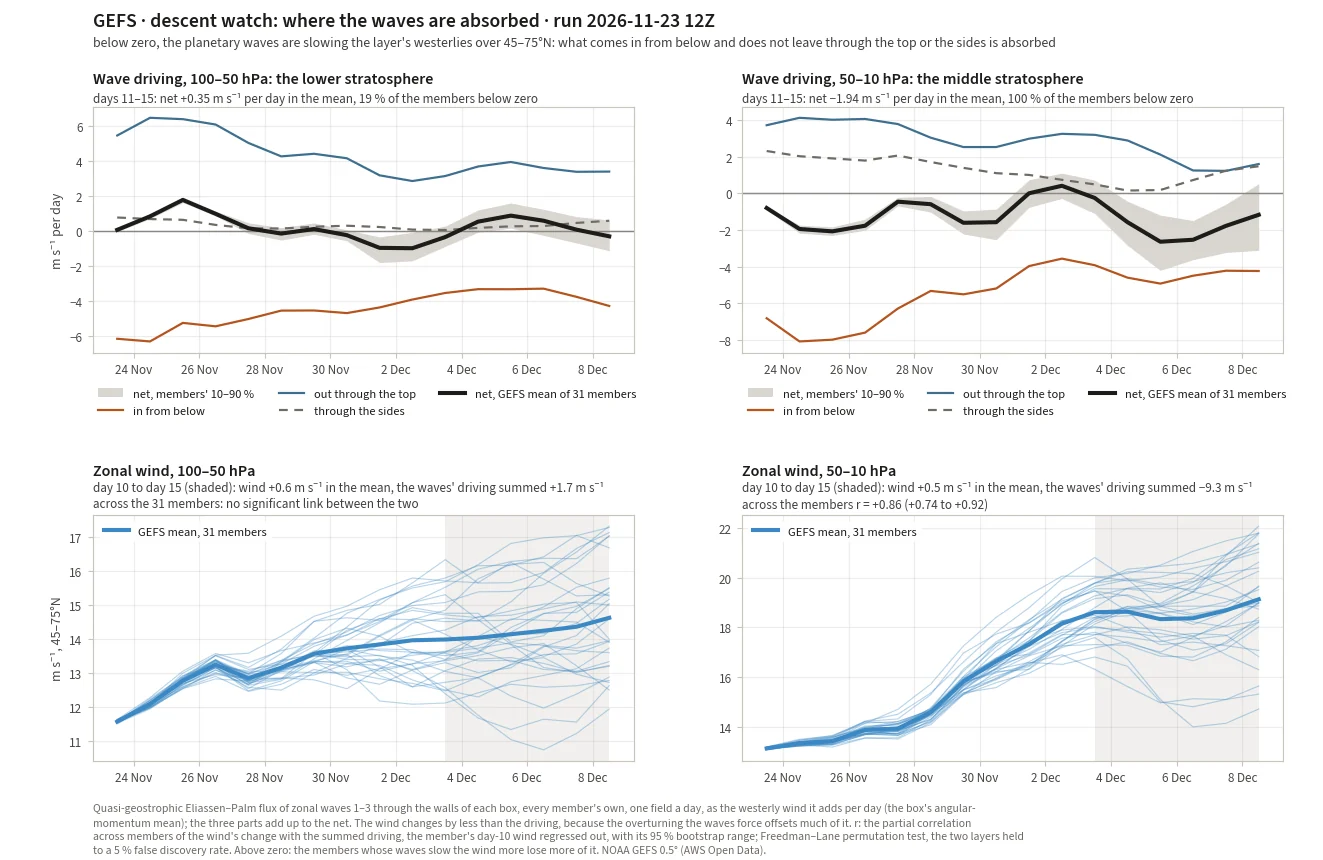 GEFS · descent watch: where the waves are absorbed · run 2026-11-23 12Z
below zero, the planetary waves are slowing the layer's westerlies over 45–75°N: what comes in from below and does not leave through the top or the sides is absorbed
Wave driving, 100–50 hPa: the lower stratosphere
days 11–15: net +0.35 m s⁻¹ per day in the mean, 19 % of the members below zero
m s⁻¹ per day
6
4
2
0
−2
−4
−6
24 Nov 26 Nov 28 Nov 30 Nov 2 Dec 4 Dec 6 Dec 8 Dec
net, members' 10–90 % out through the top net, GEFS mean of 31 members
in from below through the sides
Wave driving, 50–10 hPa: the middle stratosphere
days 11–15: net −1.94 m s⁻¹ per day in the mean, 100 % of the members below zero
4
2
0
−2
−4
−6
−8
24 Nov 26 Nov 28 Nov 30 Nov 2 Dec 4 Dec 6 Dec 8 Dec
net, members' 10–90 % out through the top net, GEFS mean of 31 members
in from below through the sides
Zonal wind, 100–50 hPa
day 10 to day 15 (shaded): wind +0.6 m s⁻¹ in the mean, the waves' driving summed +1.7 m s⁻¹
across the 31 members: no significant link between the two
GEFS mean, 31 members
m s⁻¹, 45–75°N
17
16
15
14
13
12
11
24 Nov 26 Nov 28 Nov 30 Nov 2 Dec 4 Dec 6 Dec 8 Dec
Zonal wind, 50–10 hPa
day 10 to day 15 (shaded): wind +0.5 m s⁻¹ in the mean, the waves' driving summed −9.3 m s⁻¹
across the members r = +0.86 (+0.74 to +0.92)
GEFS mean, 31 members
22
20
18
16
14
24 Nov 26 Nov 28 Nov 30 Nov 2 Dec 4 Dec 6 Dec 8 Dec
Quasi-geostrophic Eliassen–Palm flux of zonal waves 1–3 through the walls of each box, every member's own, one field a day, as the westerly wind it adds per day (the box's angular-
momentum mean); the three parts add up to the net. The wind changes by less than the driving, because the overturning the waves force offsets much of it. r: the partial correlation
across members of the wind's change with the summed driving, the member's day-10 wind regressed out, with its 95 % bootstrap range; Freedman–Lane permutation test, the two layers held
to a 5 % false discovery rate. Above zero: the members whose waves slow the wind more lose more of it. NOAA GEFS 0.5° (AWS Open Data).